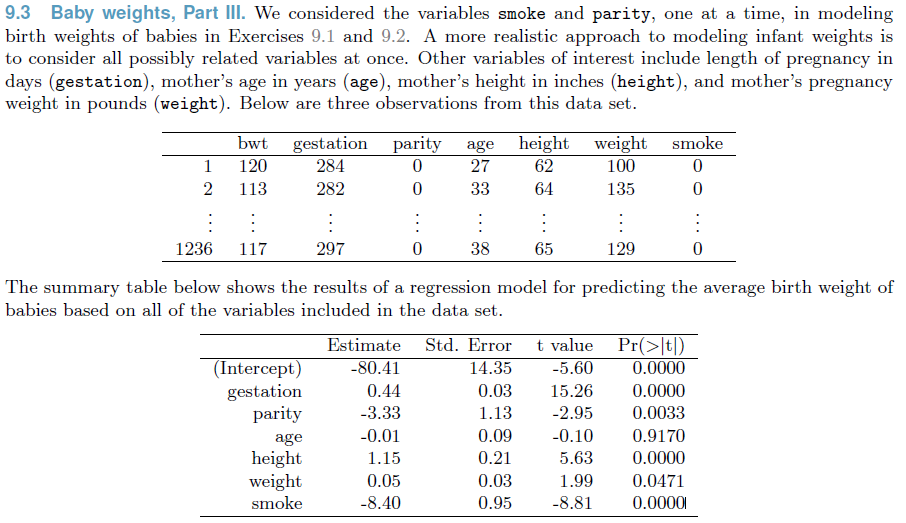 9.3 Baby weights, Part III. We considered the variables smoke and parity, one at a time, in modeling
birth weights of babies in Exercises 9.1 and 9.2. A more realistic approach to modeling infant weights is
to consider all possibly related variables at once. Other variables of interest include length of pregnancy in
days (gestation), mother's age in years (age), mother's height in inches (height), and mother's pregnancy
weight in pounds (weight). Below are three observations from this data set.
bwt gestation parity age height weight smoke
1 120 284 0 27 62 100 0
2 113 282 0 33 64 135 0
⋮ ⋮ ⋮ ⋮ ⋮ ⋮ ⋮ ⋮
1236 117 297 0 38 65 129 0
The summary table below shows the results of a regression model for predicting the average birth weight of
babies based on all of the variables included in the data set.
Estimate Std. Error t value Pr(>|t|)
(Intercept) -80.41 14.35 -5.60 0.0000
gestation 0.44 0.03 15.26 0.0000
parity -3.33 1.13 -2.95 0.0033
age -0.01 0.09 -0.10 0.9170
height 1.15 0.21 5.63 0.0000
weight 0.05 0.03 1.99 0.0471
smoke -8.40 0.95 -8.81 0.0000